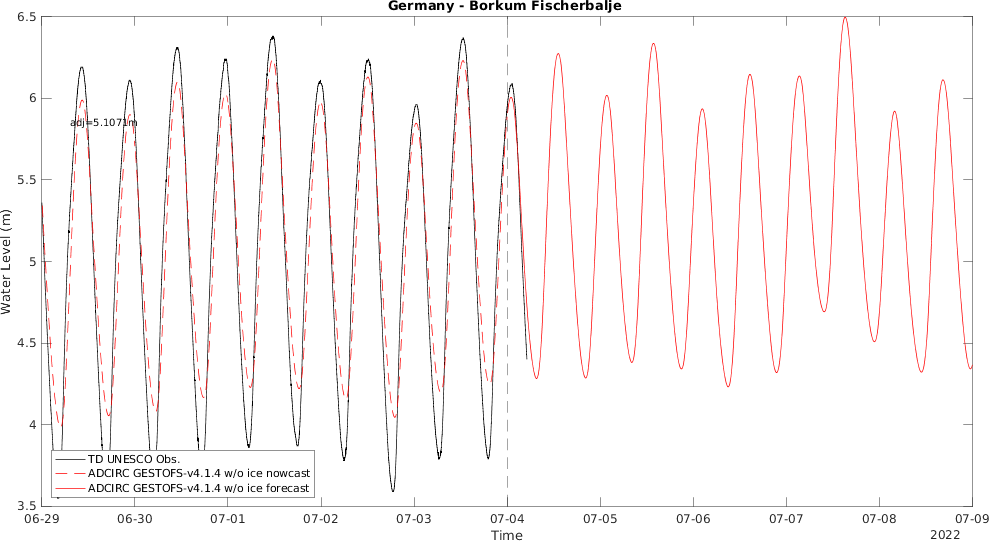 Germany - Borkum Fischerbalje
6.5
6
5.5
5
4.5
4
3.5
Water Level (m)
adj=5.1071m
TD UNESCO Obs.
ADCIRC GESTOFS-v4.1.4 w/o ice nowcast
ADCIRC GESTOFS-v4.1.4 w/o ice forecast
06-29 06-30 07-01 07-02 07-03 07-04 07-05 07-06 07-07 07-08 07-09
Time
2022